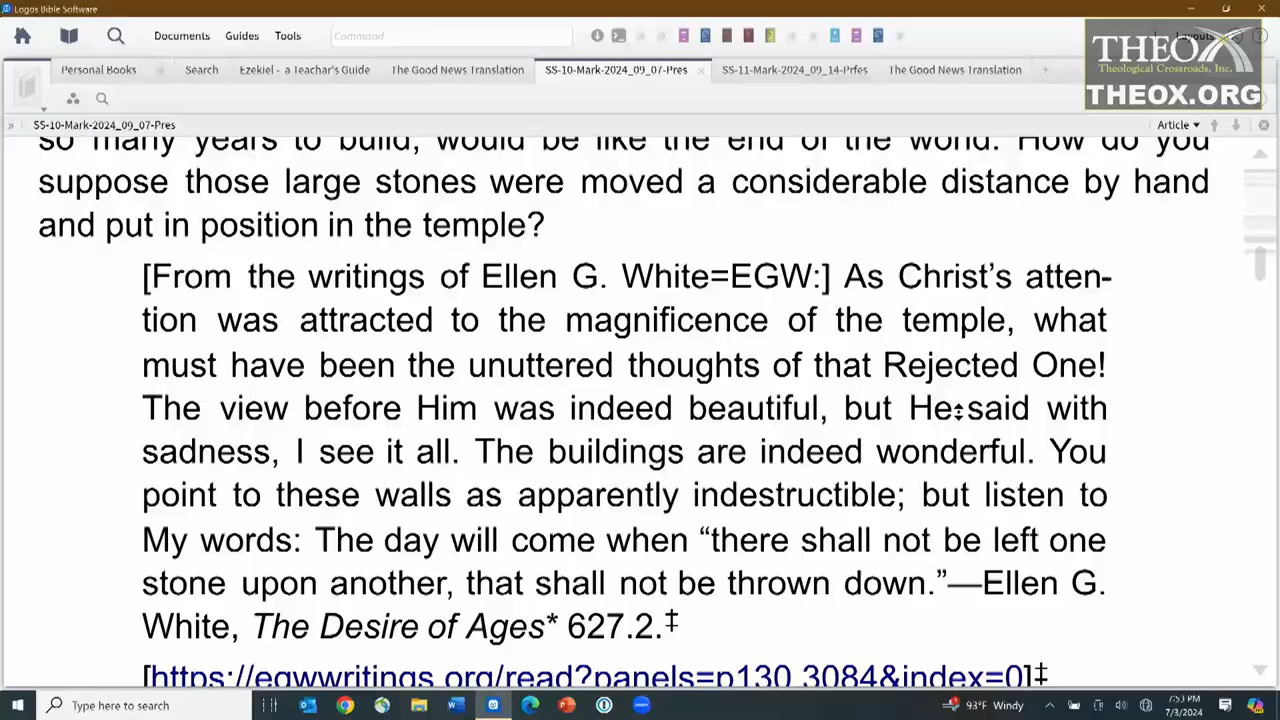 Logos Bible Software
Documents Guides Tools Command
Layouts
THEOX
Theological Crossroads, Inc.
THEOX.ORG
Personal Books Search Ezekiel - a Teacher's Guide SS-10-Mark-2024_09_07-Pres SS-11-Mark-2024_09_14-Prfes The Good News Translation
SS-10-Mark-2024_09_07-Pres Article
so many years to build, would be like the end of the world. How do you
suppose those large stones were moved a considerable distance by hand
and put in position in the temple?
[From the writings of Ellen G. White=EGW:] As Christ’s atten-
tion was attracted to the magnificence of the temple, what
must have been the unuttered thoughts of that Rejected One!
The view before Him was indeed beautiful, but He said with
sadness, I see it all. The buildings are indeed wonderful. You
point to these walls as apparently indestructible; but listen to
My words: The day will come when “there shall not be left one
stone upon another, that shall not be thrown down.”—Ellen G.
White, The Desire of Ages* 627.2.‡
[https://egwwritings.org/read?panels=p130.3084&index=0]‡
Type here to search
93°F Windy
7:53 PM
7/3/2024